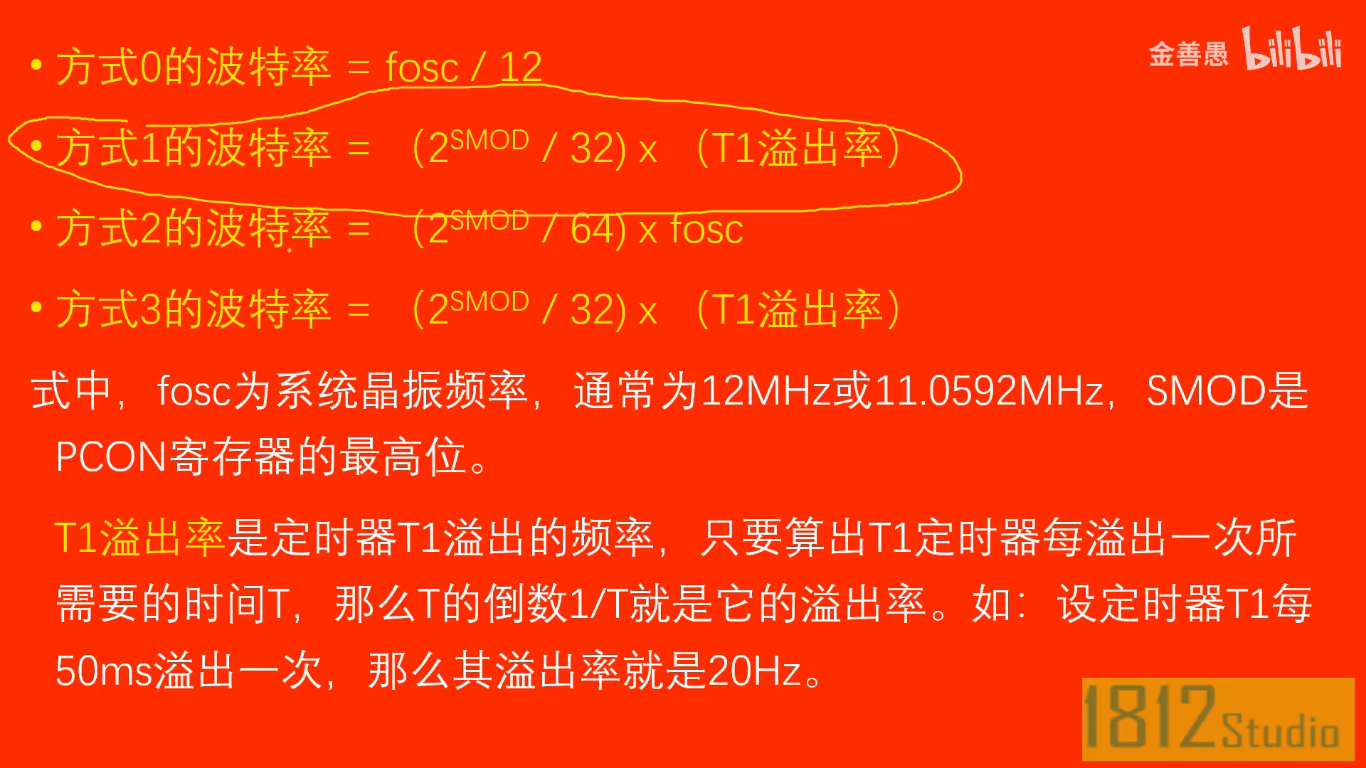 金善愚 bilibili
• 方式0的波特率 = fosc / 12
• 方式1的波特率 = （2^SMOD / 32) x （T1溢出率）
• 方式2的波特率 = （2^SMOD / 64) x fosc
• 方式3的波特率 = （2^SMOD / 32) x （T1溢出率）
式中，fosc为系统晶振频率，通常为12MHz或11.0592MHz，SMOD是
PCON寄存器的最高位。
T1溢出率是定时器T1溢出的频率，只要算出T1定时器每溢出一次所
需要的时间T，那么T的倒数1/T就是它的溢出率。如：设定时器T1每
50ms溢出一次，那么其溢出率就是20Hz。
1812 Studio